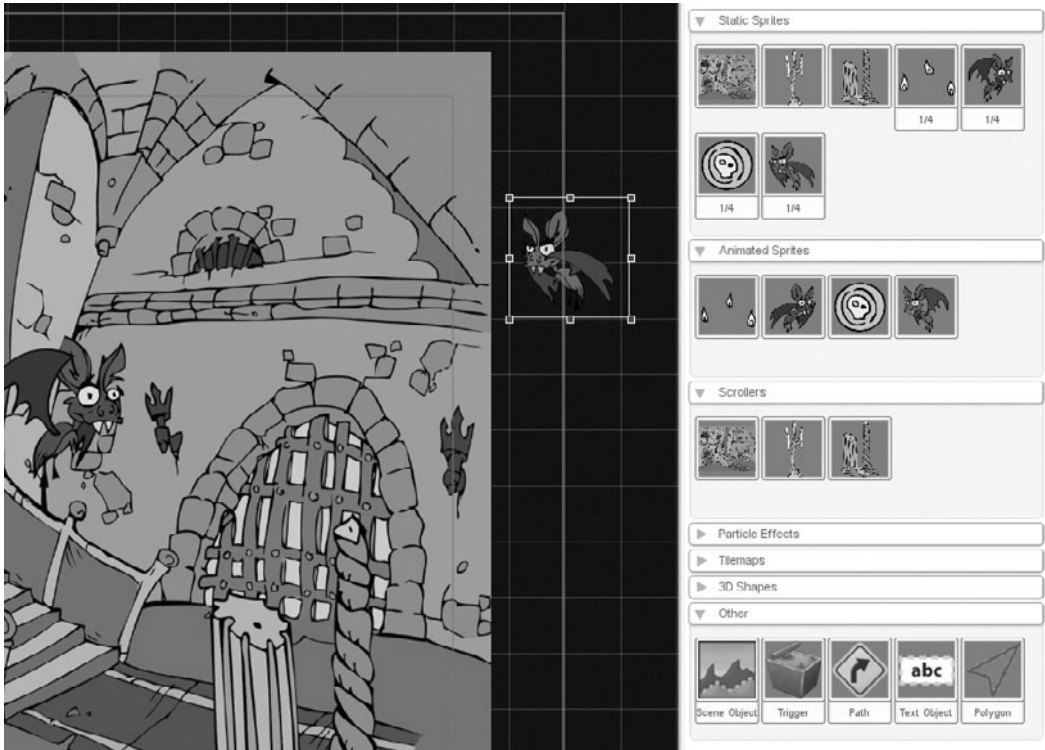 Static Sprites
1/4
1/4
1/4
1/4
Animated Sprites
Scrollers
Particle Effects
Tilemaps
3D Shapes
Other
abc
Scene Object
Trigger
Path
Text Object
Polygon